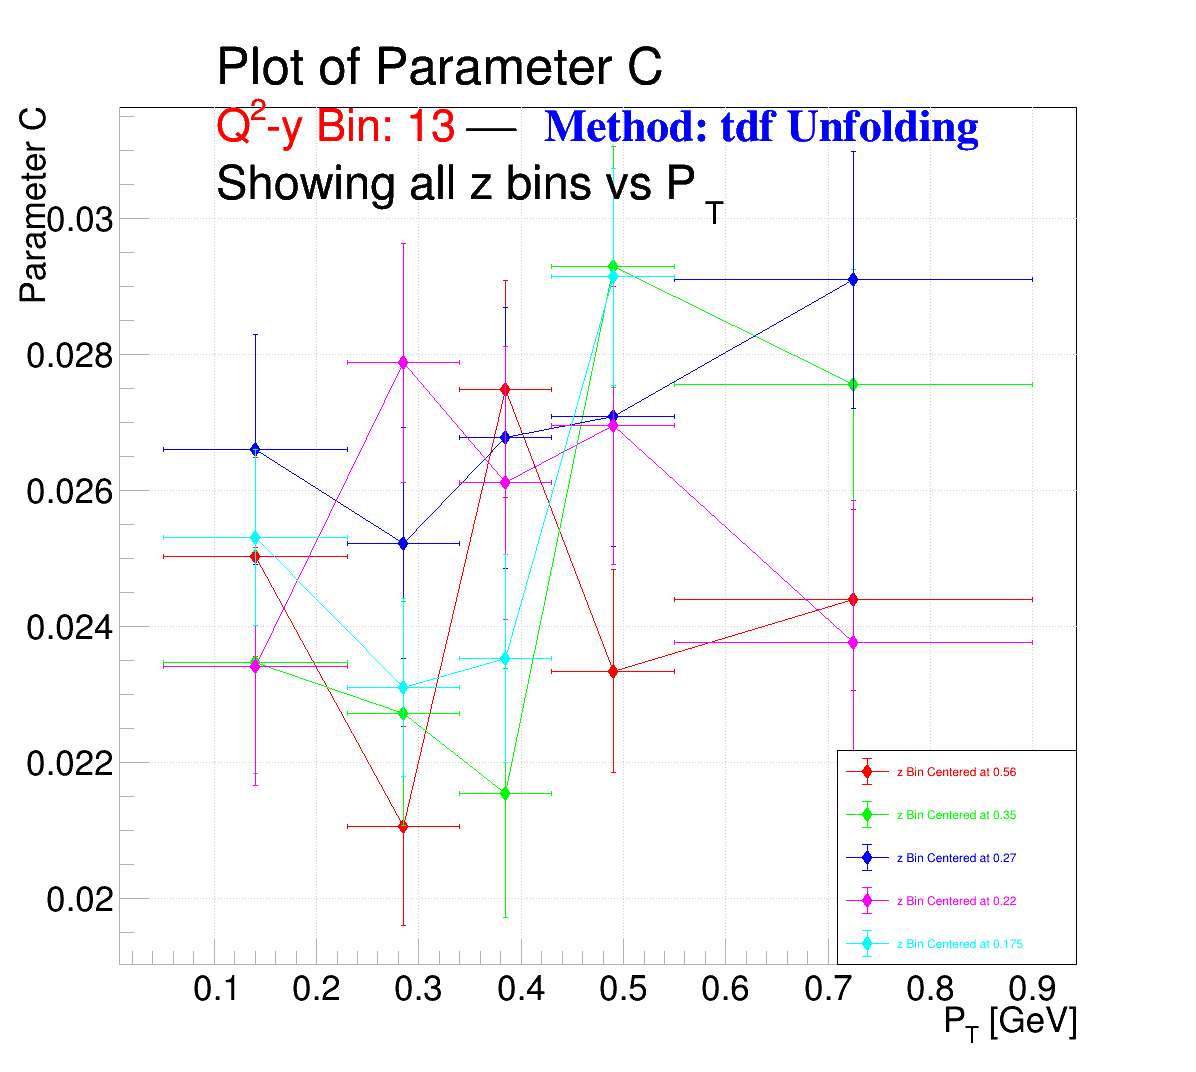 Plot of Parameter C
Q²-y Bin: 13 — Method: tdf Unfolding
Showing all z bins vs P_T
Parameter C
0.03
0.028
0.026
0.024
0.022
0.02
z Bin Centered at 0.56
z Bin Centered at 0.35
z Bin Centered at 0.27
z Bin Centered at 0.22
z Bin Centered at 0.175
0.1 0.2 0.3 0.4 0.5 0.6 0.7 0.8 0.9
P_T [GeV]